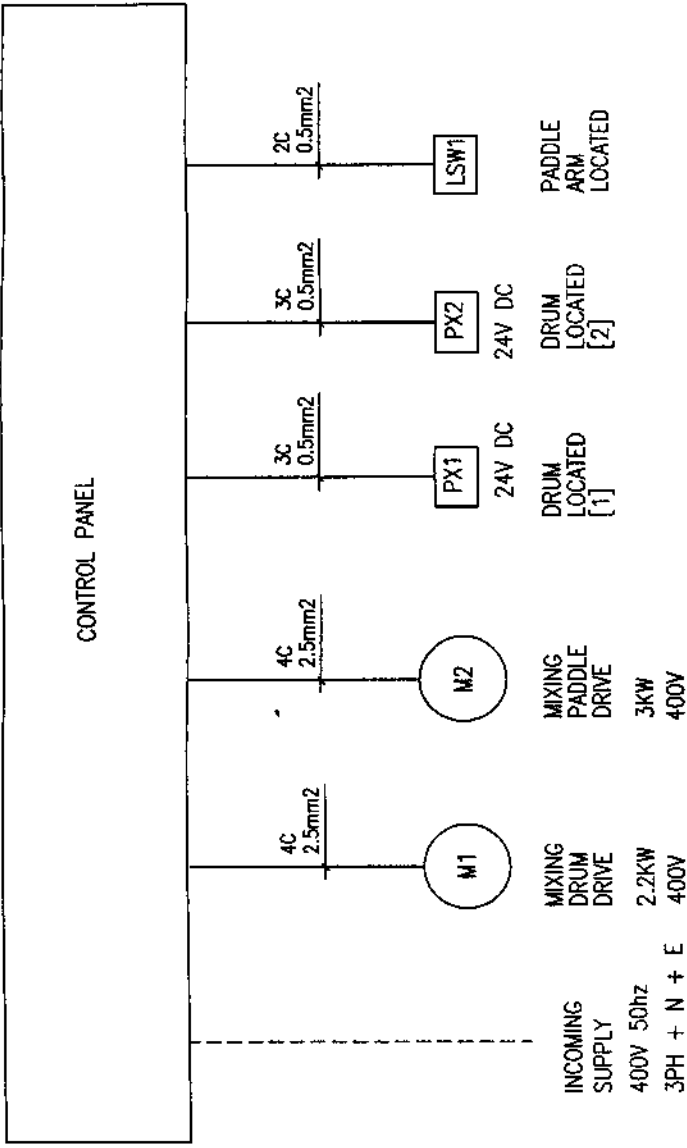 CONTROL PANEL
4C
2.5mm2
4C
2.5mm2
3C
0.5mm2
3C
0.5mm2
2C
0.5mm2
M1
M2
PX1
PX2
LSW1
24V DC
24V DC
INCOMING
SUPPLY
400V 50hz
3PH + N + E
MIXING
DRUM
DRIVE
2.2KW
400V
MIXING
PADDLE
DRIVE
3KW
400V
DRUM
LOCATED
[1]
DRUM
LOCATED
[2]
PADDLE
ARM
LOCATED